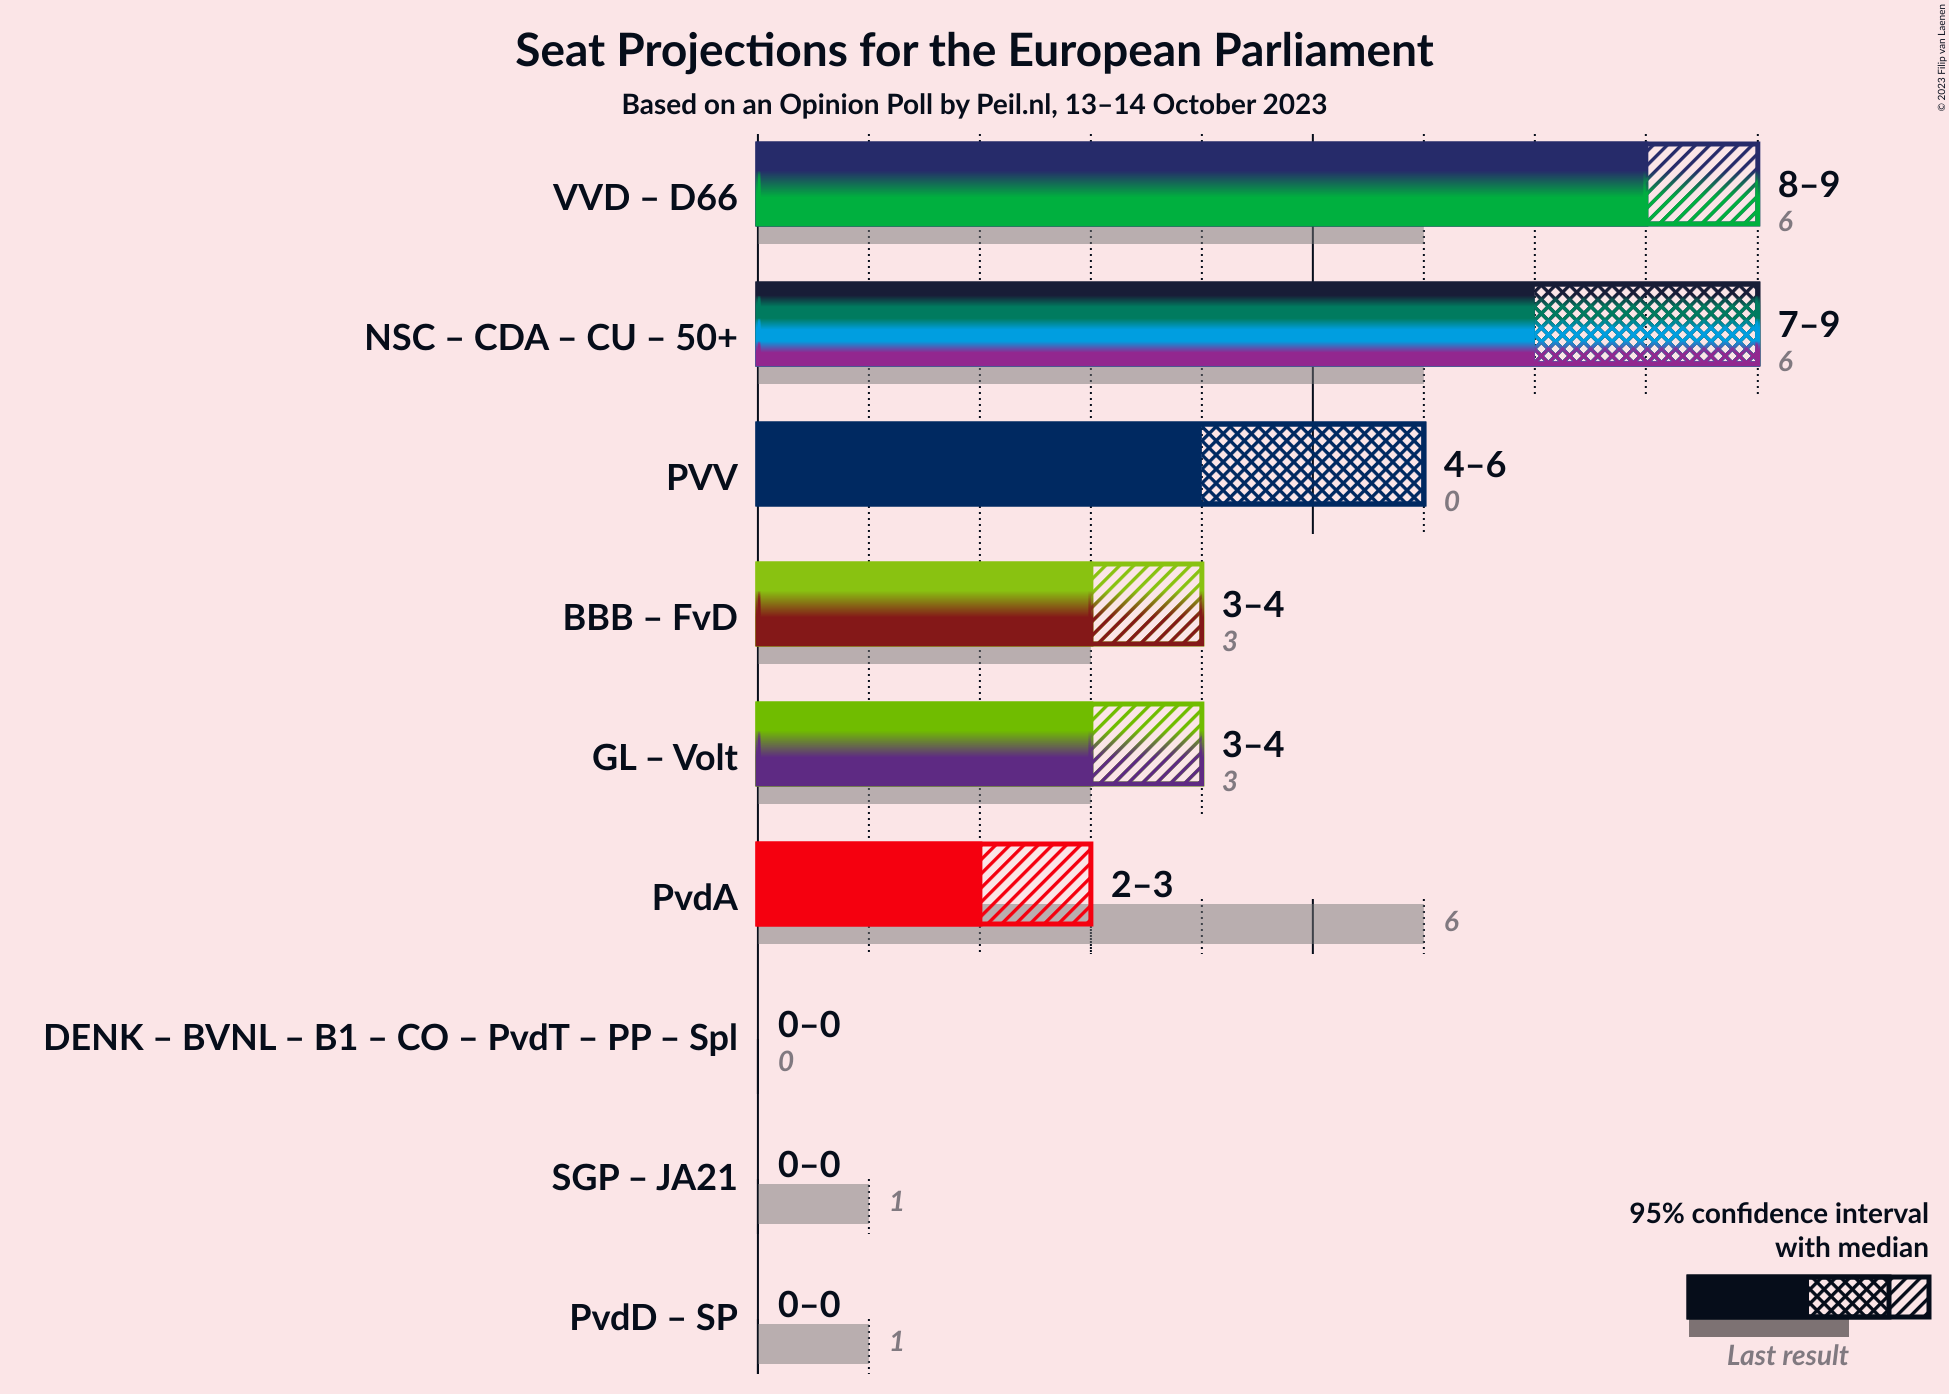 Seat Projections for the European Parliament
Based on an Opinion Poll by Peil.nl, 13–14 October 2023
© 2023 Filip van Laenen
VVD – D66
8–9
6
NSC – CDA – CU – 50+
7–9
6
PVV
4–6
0
BBB – FvD
3–4
3
GL – Volt
3–4
3
PvdA
2–3
6
DENK – BVNL – B1 – CO – PvdT – PP – Spl
0–0
0
SGP – JA21
0–0
1
PvdD – SP
0–0
1
95% confidence interval
with median
Last result